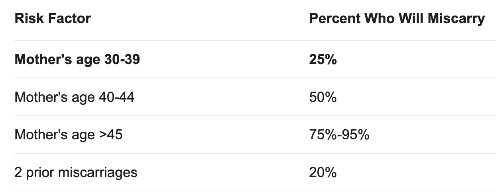 Risk Factor Percent Who Will Miscarry
Mother's age 30-39 25%
Mother's age 40-44 50%
Mother's age >45 75%-95%
2 prior miscarriages 20%